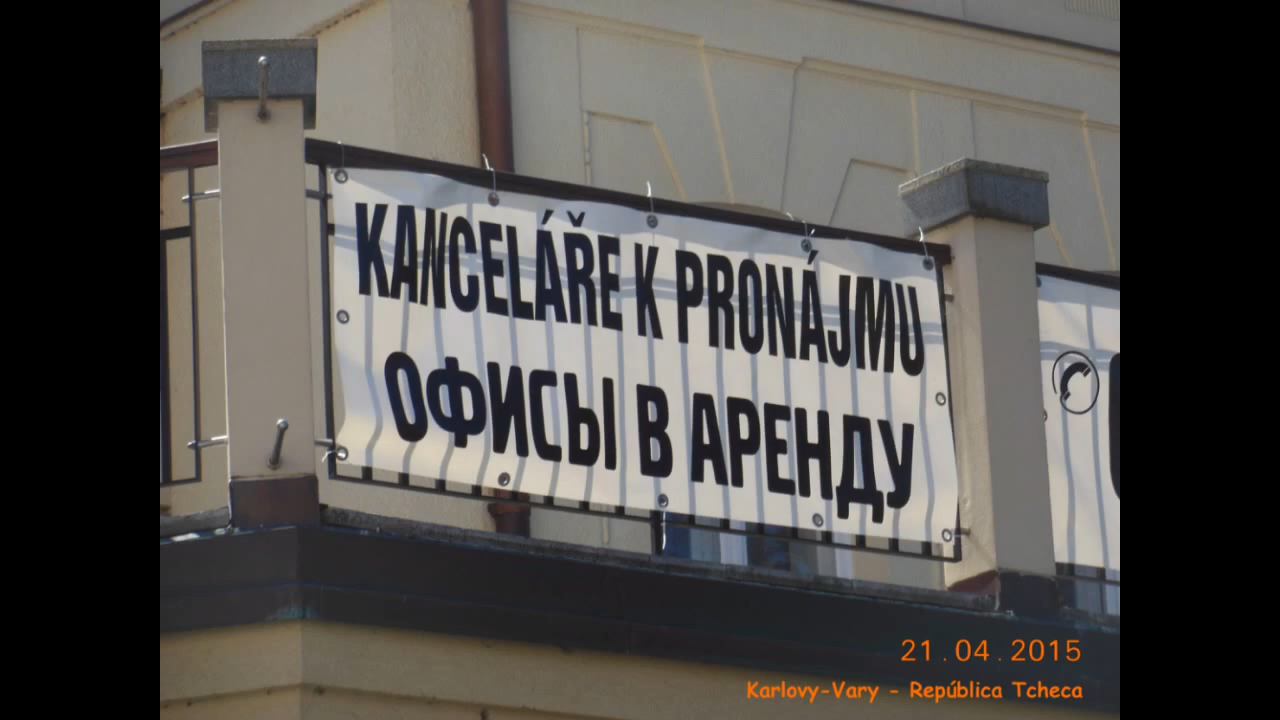 KANCELÁŘE K PRONÁJMU
ОФИСЫ В АРЕНДУ
21.04.2015
Karlovy-Vary - República Tcheca